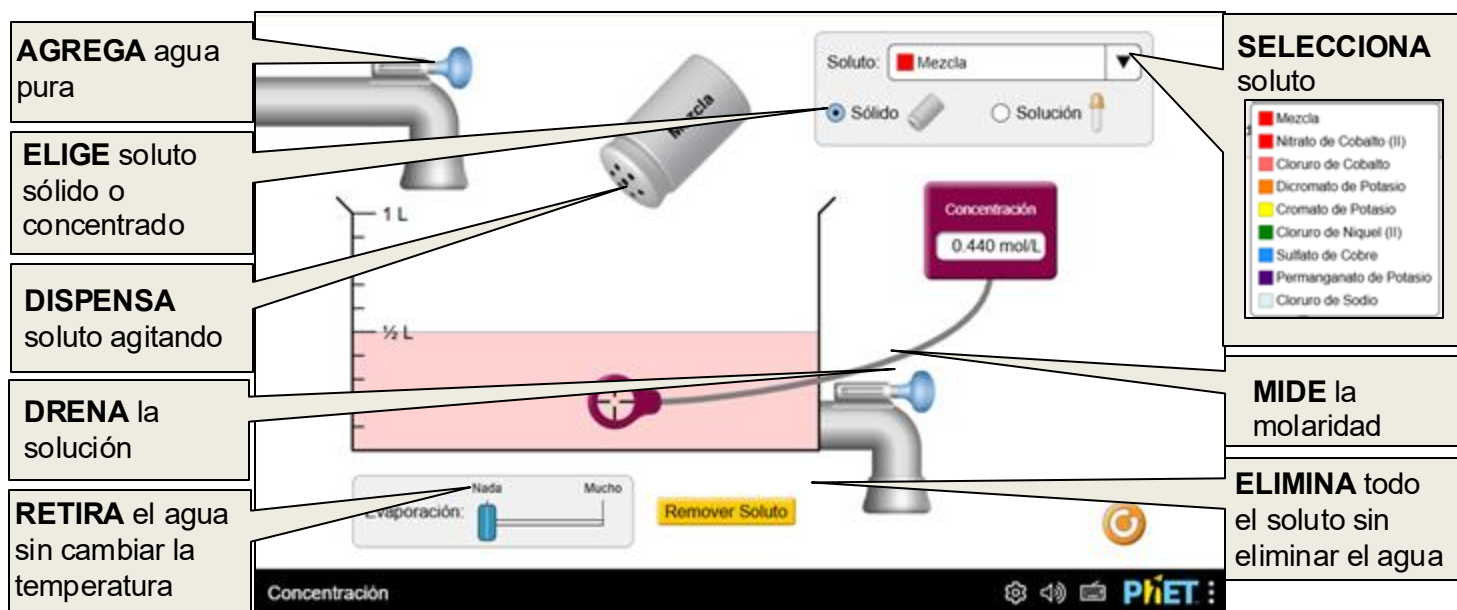 AGREGA agua
pura
ELIGE soluto
sólido o
concentrado
DISPENSA
soluto agitando
DRENA la
solución
RETIRA el agua
sin cambiar la
temperatura
Mezcla
Soluto: Mezcla
Sólido Solución
Concentración
0.440 mol/L
1 L
½ L
Nada Mucho
Evaporación:
Remover Soluto
Concentración
PhET
SELECCIONA
soluto
Mezcla
Nitrato de Cobalto (II)
Cloruro de Cobalto
Dicromato de Potasio
Cromato de Potasio
Cloruro de Niquel (II)
Sulfato de Cobre
Permanganato de Potasio
Cloruro de Sodio
MIDE la
molaridad
ELIMINA todo
el soluto sin
eliminar el agua